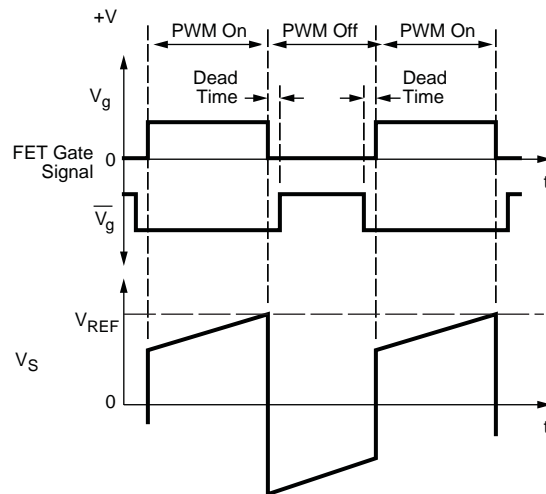 +V
PWM On PWM Off PWM On
Dead Time Dead Time
V_g
FET Gate Signal
0
t
V̅_g
V_REF
V_S
0
t